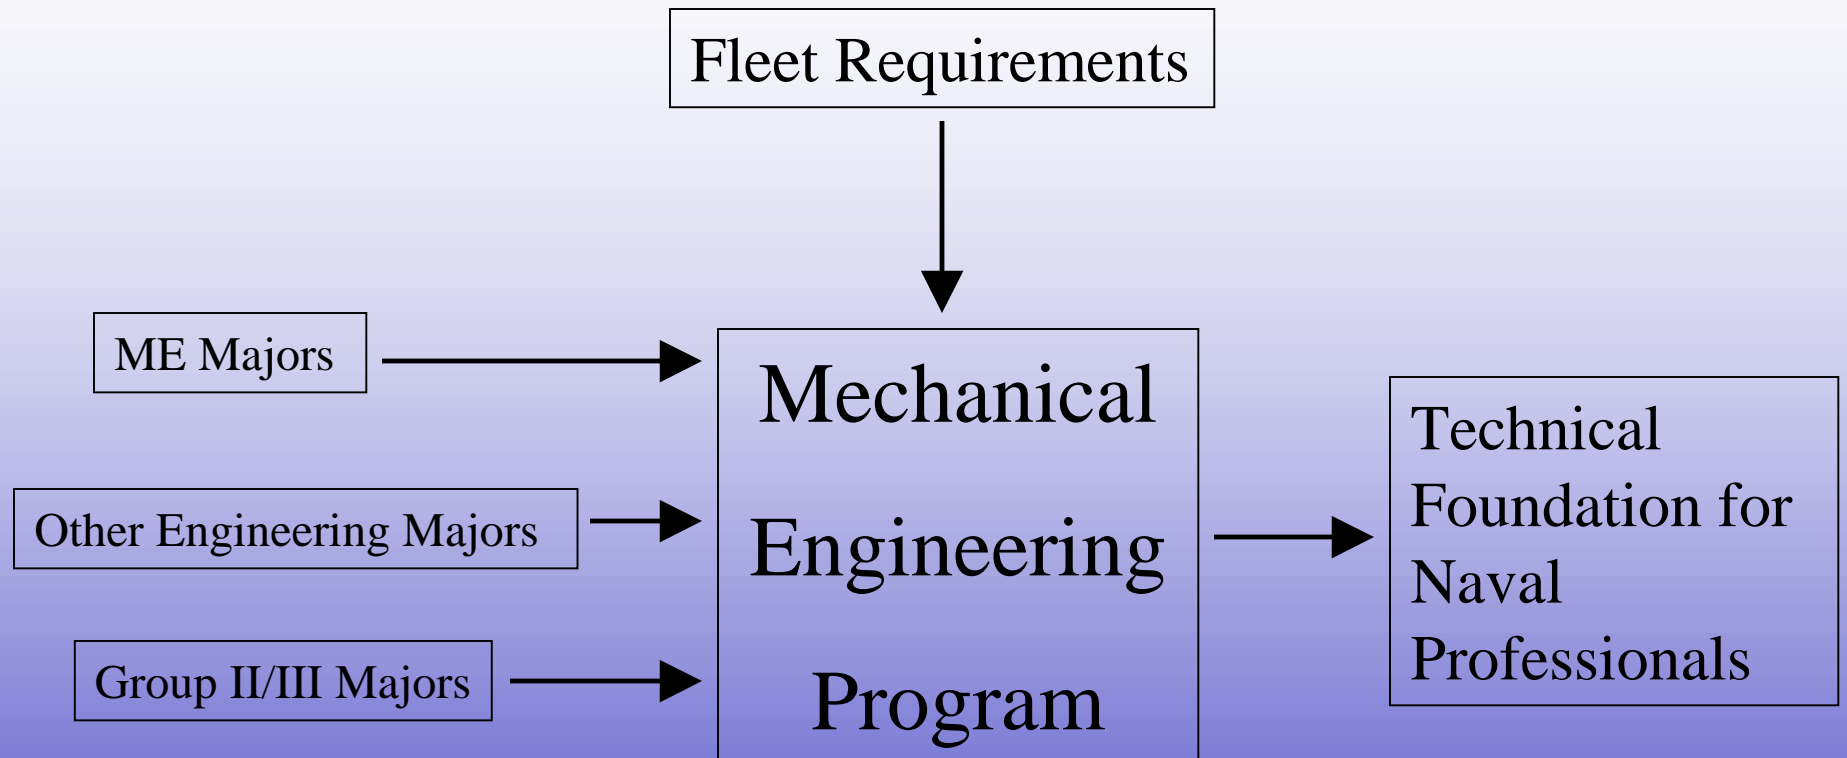 Fleet Requirements
ME Majors
Other Engineering Majors
Group II/III Majors
Mechanical
Engineering
Program
Technical
Foundation for
Naval
Professionals